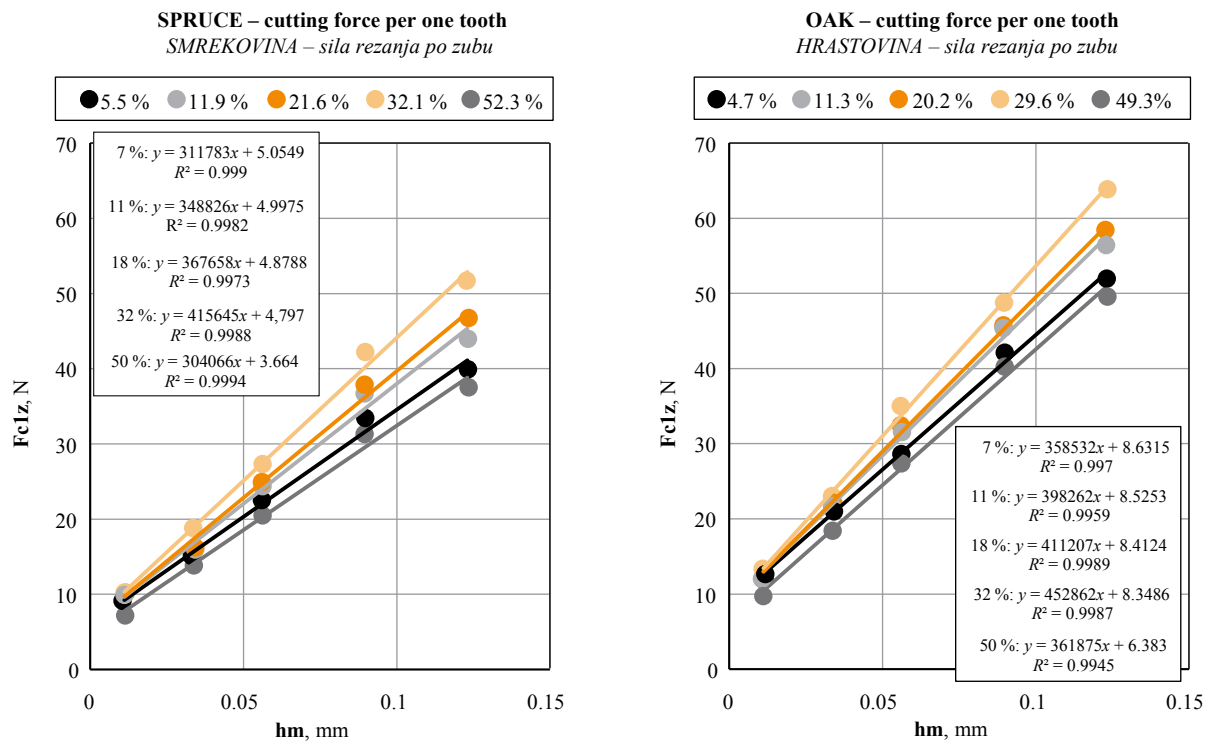 SPRUCE – cutting force per one tooth
SMREKOVINA – sila rezanja po zubu
5.5 % 11.9 % 21.6 % 32.1 % 52.3 %
70
60
50
40
30
20
10
0
Fc1z, N
7 %: y = 311783x + 5.0549
R² = 0.999
11 %: y = 348826x + 4.9975
R² = 0.9982
18 %: y = 367658x + 4.8788
R² = 0.9973
32 %: y = 415645x + 4,797
R² = 0.9988
50 %: y = 304066x + 3.664
R² = 0.9994
0 0.05 0.1 0.15
hm, mm
OAK – cutting force per one tooth
HRASTOVINA – sila rezanja po zubu
4.7 % 11.3 % 20.2 % 29.6 % 49.3%
70
60
50
40
30
20
10
0
Fc1z, N
7 %: y = 358532x + 8.6315
R² = 0.997
11 %: y = 398262x + 8.5253
R² = 0.9959
18 %: y = 411207x + 8.4124
R² = 0.9989
32 %: y = 452862x + 8.3486
R² = 0.9987
50 %: y = 361875x + 6.383
R² = 0.9945
0 0.05 0.1 0.15
hm, mm